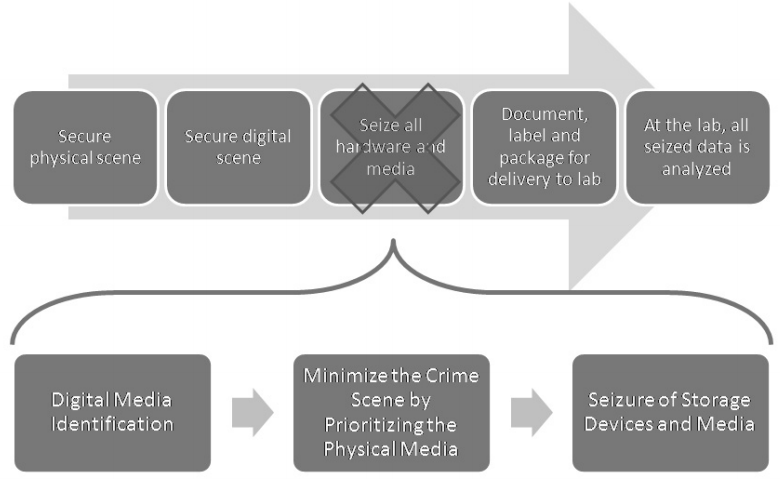 Secure
physical scene
Secure digital
scene
Seize all
hardware and
media
Document,
label and
package for
delivery to lab
At the lab, all
seized data is
analyzed
Digital Media
Identification
Minimize the Crime
Scene by
Prioritizing the
Physical Media
Seizure of Storage
Devices and Media